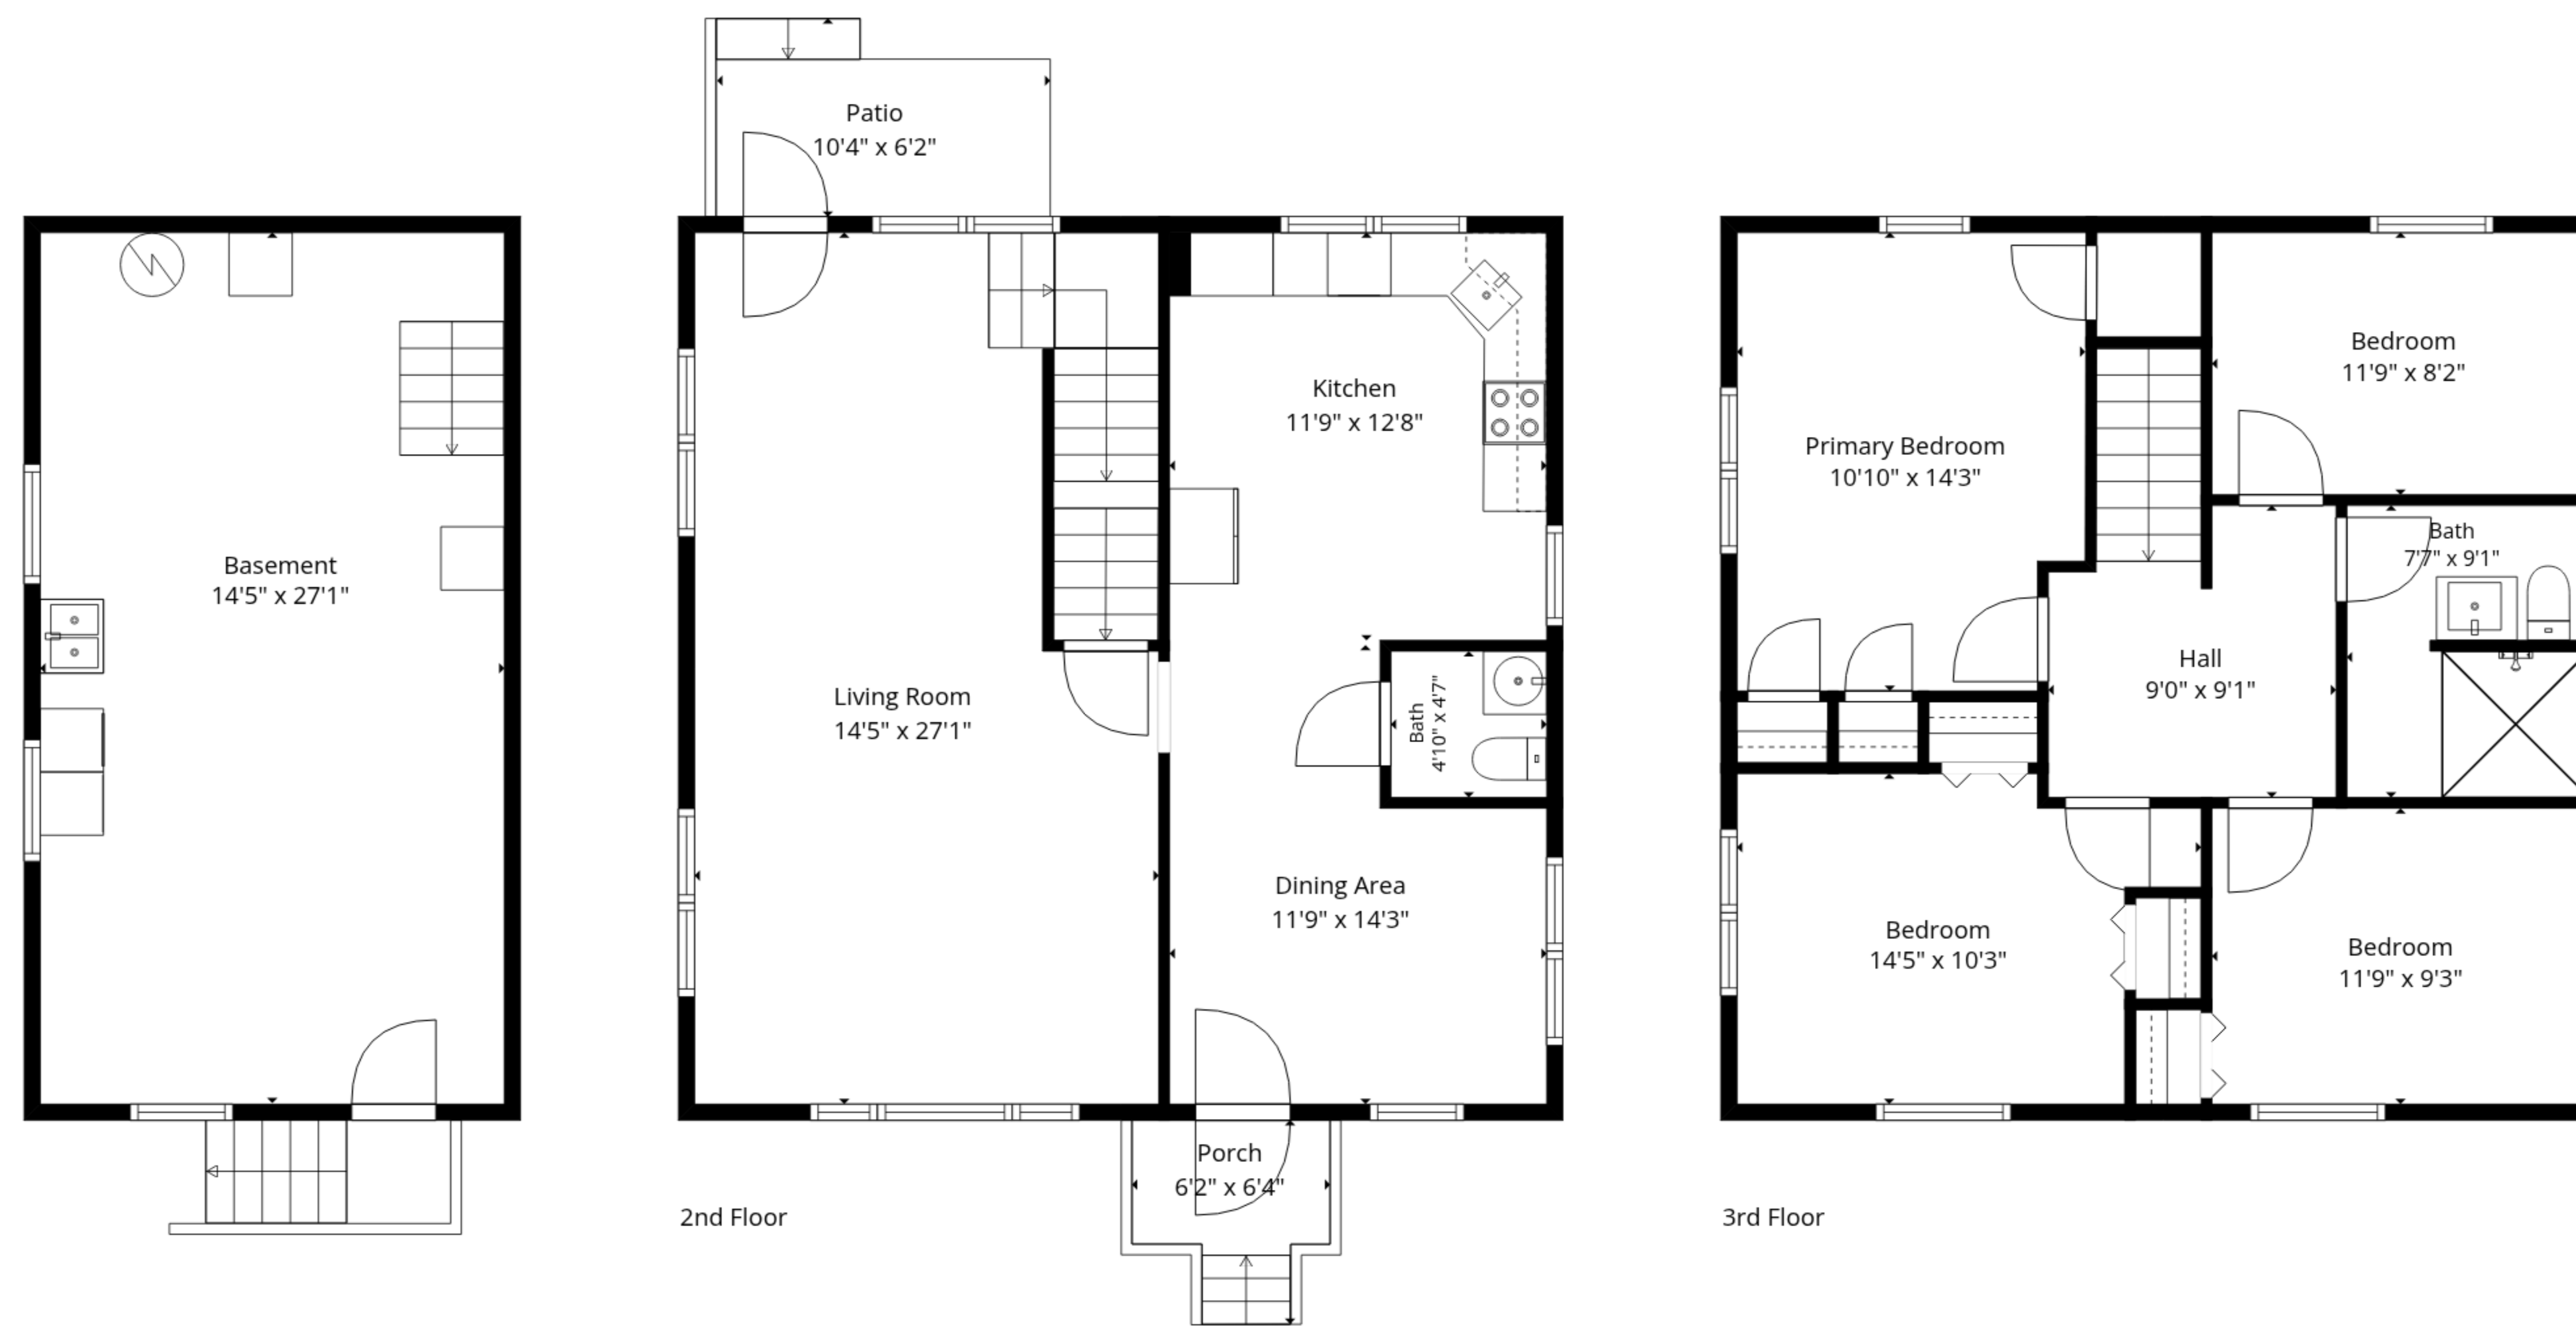 Basement
14'5" x 27'1"
Patio
10'4" x 6'2"
Kitchen
11'9" x 12'8"
Living Room
14'5" x 27'1"
Bath
4'10" x 4'7"
Dining Area
11'9" x 14'3"
Porch
6'2" x 6'4"
2nd Floor
Primary Bedroom
10'10" x 14'3"
Bedroom
11'9" x 8'2"
Bath
7'7" x 9'1"
Hall
9'0" x 9'1"
Bedroom
14'5" x 10'3"
Bedroom
11'9" x 9'3"
3rd Floor